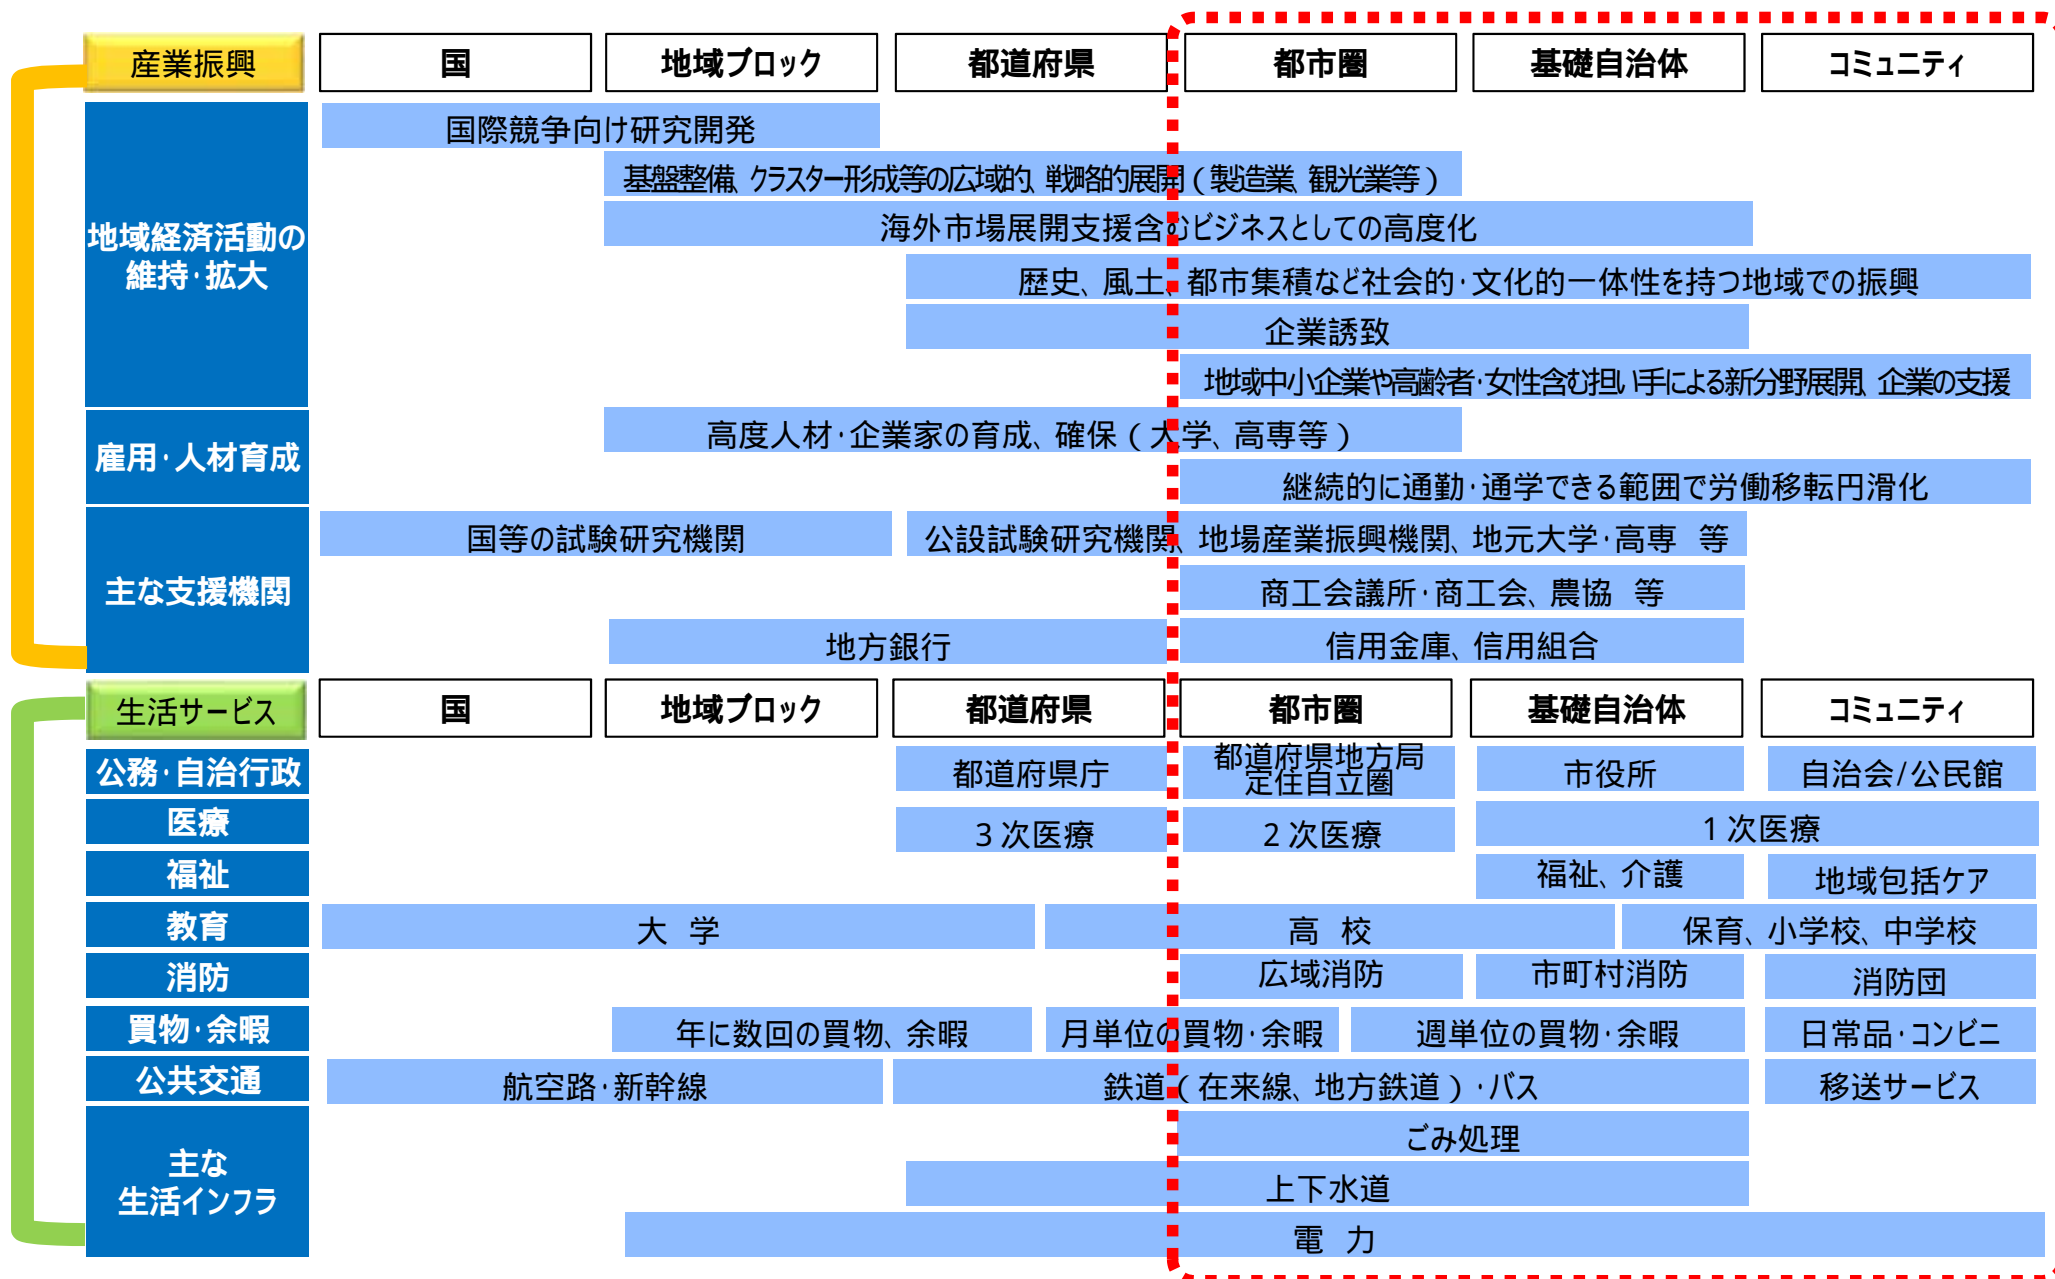 産業振興 国 地域ブロック 都道府県 都市圏 基礎自治体 コミュニティ
地域経済活動の
維持・拡大
国際競争向け研究開発
基盤整備、クラスター形成等の広域的、戦略的展開（製造業、観光業等）
海外市場展開支援含むビジネスとしての高度化
歴史、風土、都市集積など社会的・文化的一体性を持つ地域での振興
企業誘致
地域中小企業や高齢者・女性含む担い手による新分野展開、企業の支援
雇用・人材育成
高度人材・企業家の育成、確保（大学、高専等）
継続的に通勤・通学できる範囲で労働移転円滑化
主な支援機関
国等の試験研究機関 公設試験研究機関、地場産業振興機関、地元大学・高専 等
商工会議所・商工会、農協 等
地方銀行 信用金庫、信用組合
生活サービス 国 地域ブロック 都道府県 都市圏 基礎自治体 コミュニティ
公務・自治行政 都道府県庁 都道府県地方局
定住自立圏 市役所 自治会/公民館
医療 3次医療 2次医療 1次医療
福祉 福祉、介護 地域包括ケア
教育 大 学 高 校 保育、小学校、中学校
消防 広域消防 市町村消防 消防団
買物・余暇 年に数回の買物、余暇 月単位の買物・余暇 週単位の買物・余暇 日常品・コンビニ
公共交通 航空路・新幹線 鉄道（在来線、地方鉄道）・バス 移送サービス
主な
生活インフラ
ごみ処理
上下水道
電 力